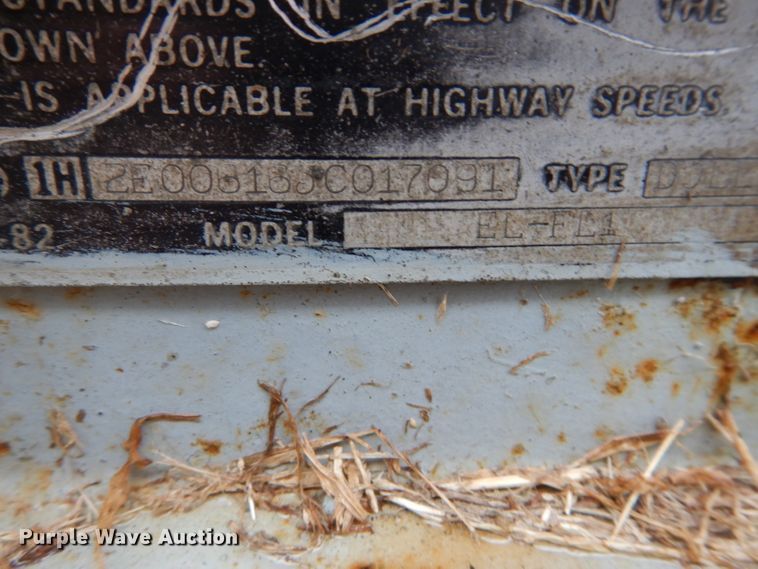 STANDARDS IN EFFECT ON THE
OWN ABOVE.
IS APPLICABLE AT HIGHWAY SPEEDS
1H TYPE
-82 MODEL EL-FL1
Purple Wave Auction